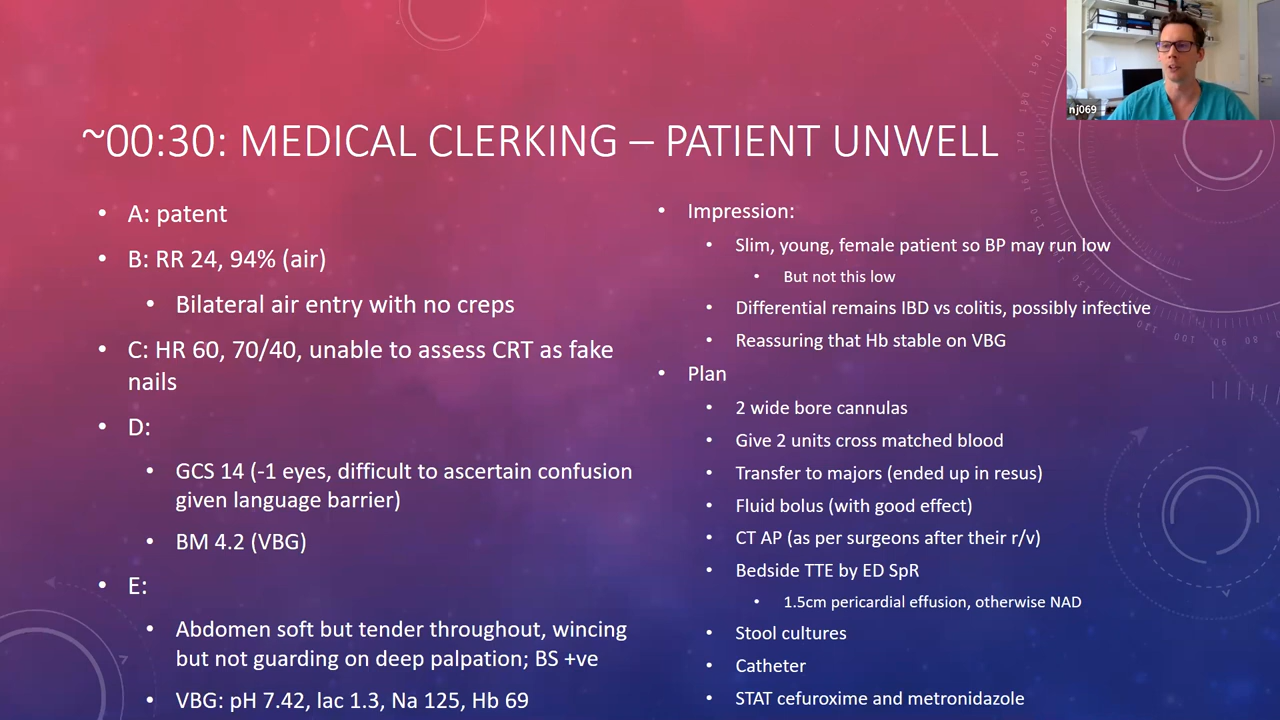 ~00:30: MEDICAL CLERKING – PATIENT UNWELL
nj069
• A: patent
• B: RR 24, 94% (air)
• Bilateral air entry with no creps
• C: HR 60, 70/40, unable to assess CRT as fake
nails
• D:
• GCS 14 (-1 eyes, difficult to ascertain confusion
given language barrier)
• BM 4.2 (VBG)
• E:
• Abdomen soft but tender throughout, wincing
but not guarding on deep palpation; BS +ve
• VBG: pH 7.42, lac 1.3, Na 125, Hb 69
• Impression:
• Slim, young, female patient so BP may run low
• But not this low
• Differential remains IBD vs colitis, possibly infective
• Reassuring that Hb stable on VBG
• Plan
• 2 wide bore cannulas
• Give 2 units cross matched blood
• Transfer to majors (ended up in resus)
• Fluid bolus (with good effect)
• CT AP (as per surgeons after their r/v)
• Bedside TTE by ED SpR
• 1.5cm pericardial effusion, otherwise NAD
• Stool cultures
• Catheter
• STAT cefuroxime and metronidazole